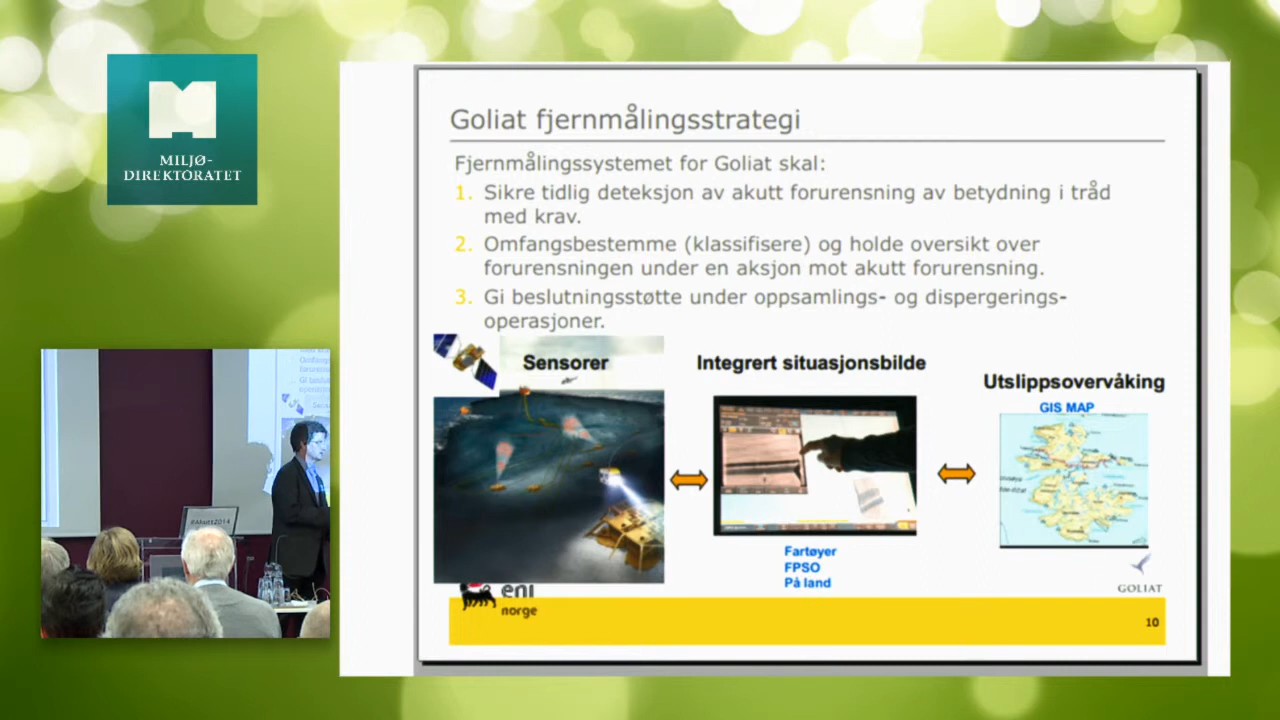 MILJØ-
DIREKTORATET
Goliat fjernmålingsstrategi
Fjernmålingssystemet for Goliat skal:
1. Sikre tidlig deteksjon av akutt forurensning av betydning i tråd
med krav.
2. Omfangsbestemme (klassifisere) og holde oversikt over
forurensningen under en aksjon mot akutt forurensning.
3. Gi beslutningsstøtte under oppsamlings- og dispergerings-
operasjoner.
Sensorer
Integrert situasjonsbilde
Utslippsovervåking
GIS MAP
Fartøyer
FPSO
På land
GOLIAT
eni
norge
10
#Akutt2014